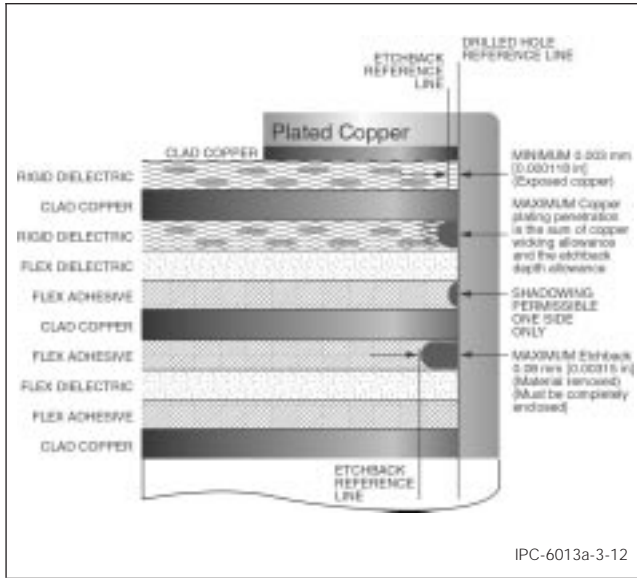 DRILLED HOLE
REFERENCE LINE
ETCHBACK
REFERENCE
LINE
Plated Copper
CLAD COPPER
RIGID DIELECTRIC
CLAD COPPER
RIGID DIELECTRIC
FLEX DIELECTRIC
FLEX ADHESIVE
CLAD COPPER
FLEX ADHESIVE
FLEX DIELECTRIC
FLEX ADHESIVE
CLAD COPPER
MINIMUM 0.003 mm
[0.000118 in]
(Exposed copper)
MAXIMUM Copper
plating penetration
is the sum of copper
wicking allowance
and the etchback
depth allowance
SHADOWING
PERMISSIBLE
ONE SIDE
ONLY
MAXIMUM Etchback
0.08 mm [0.00315 in]
(Material removed)
(Must be completely
enclosed)
ETCHBACK
REFERENCE
LINE
IPC-6013a-3-12